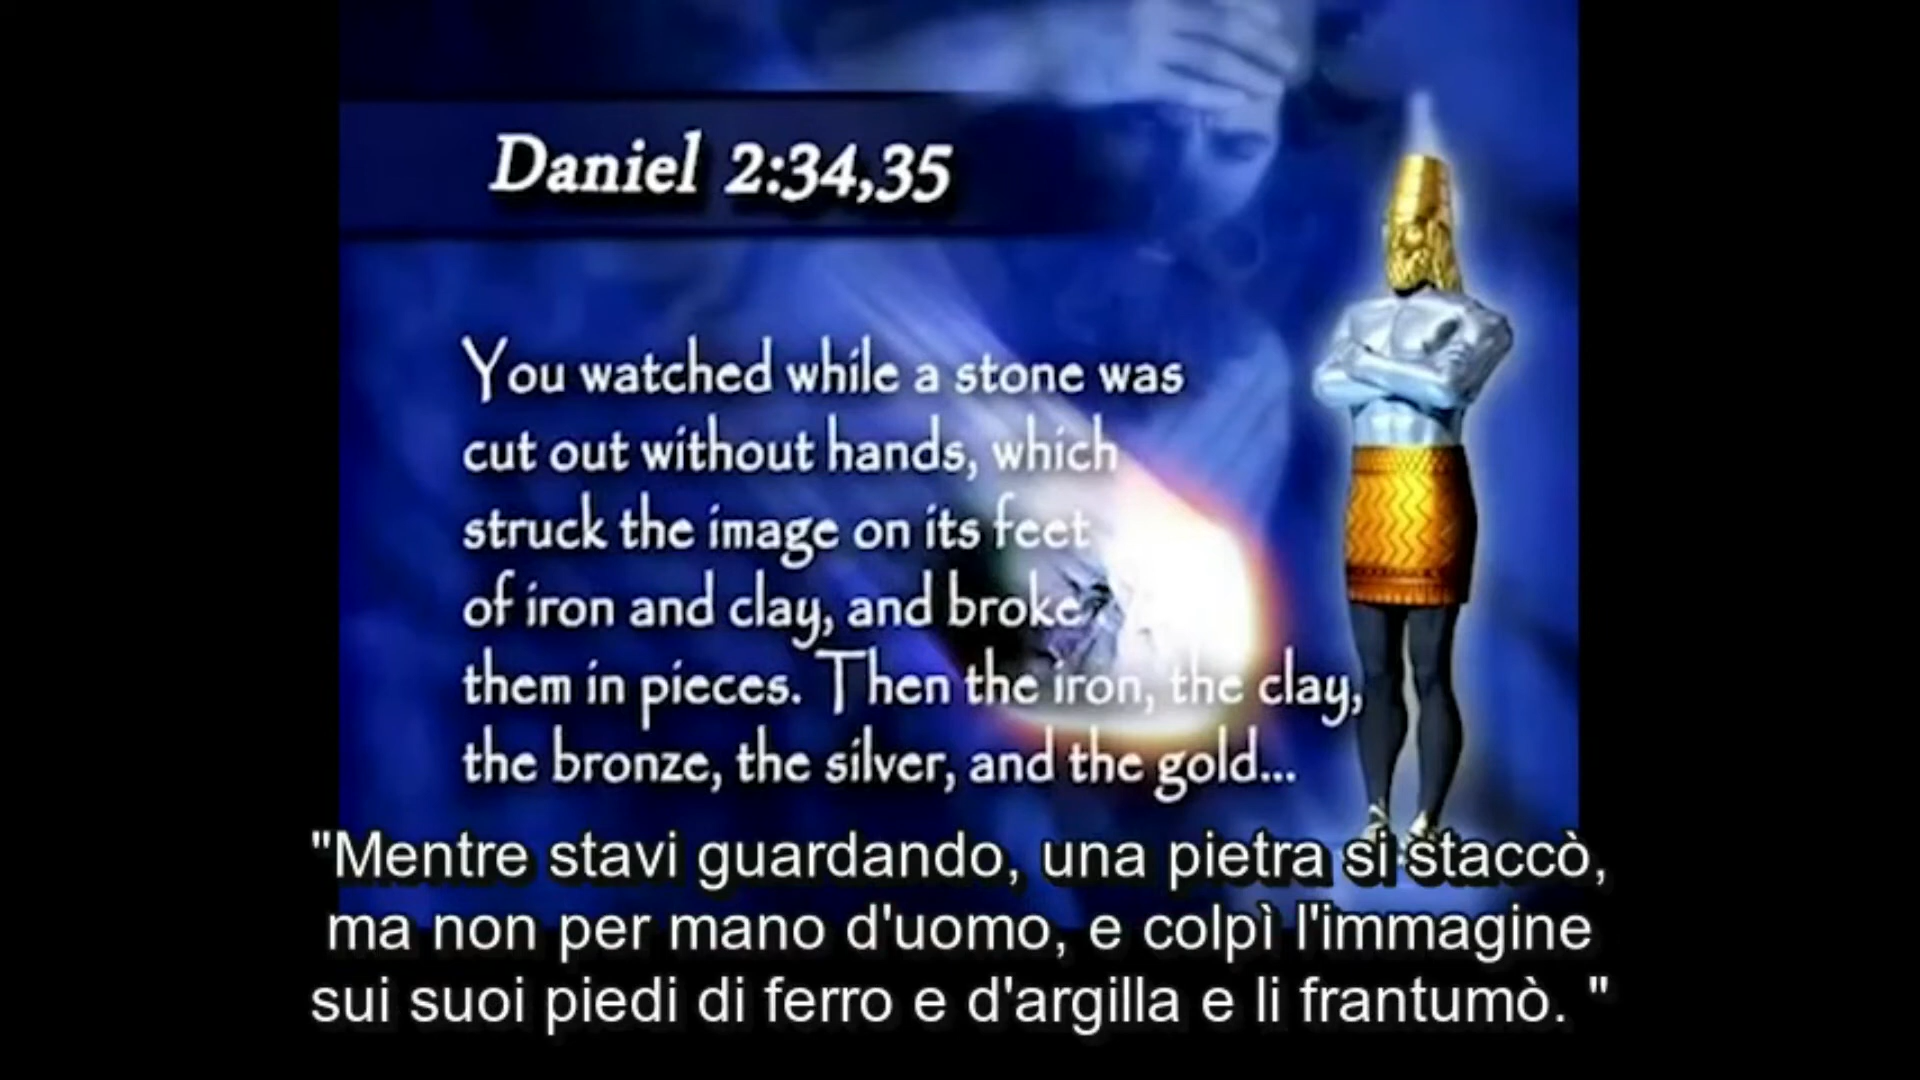 Daniel 2:34,35
You watched while a stone was
cut out without hands, which
struck the image on its feet
of iron and clay, and broke
them in pieces. Then the iron, the clay,
the bronze, the silver, and the gold...
"Mentre stavi guardando, una pietra si staccò,
ma non per mano d'uomo, e colpì l'immagine
sui suoi piedi di ferro e d'argilla e li frantumò. "